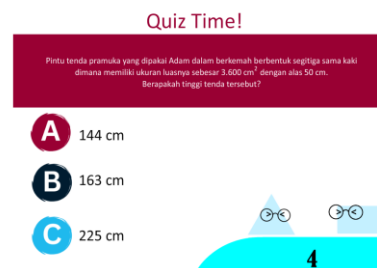 Quiz Time!
Pintu tenda pramuka yang dipakai Adam dalam berkemah berbentuk segitiga sama kaki
dimana memiliki ukuran luasnya sebesar 3.600 cm² dengan alas 50 cm.
Berapakah tinggi tenda tersebut?
A 144 cm
B 163 cm
C 225 cm
4